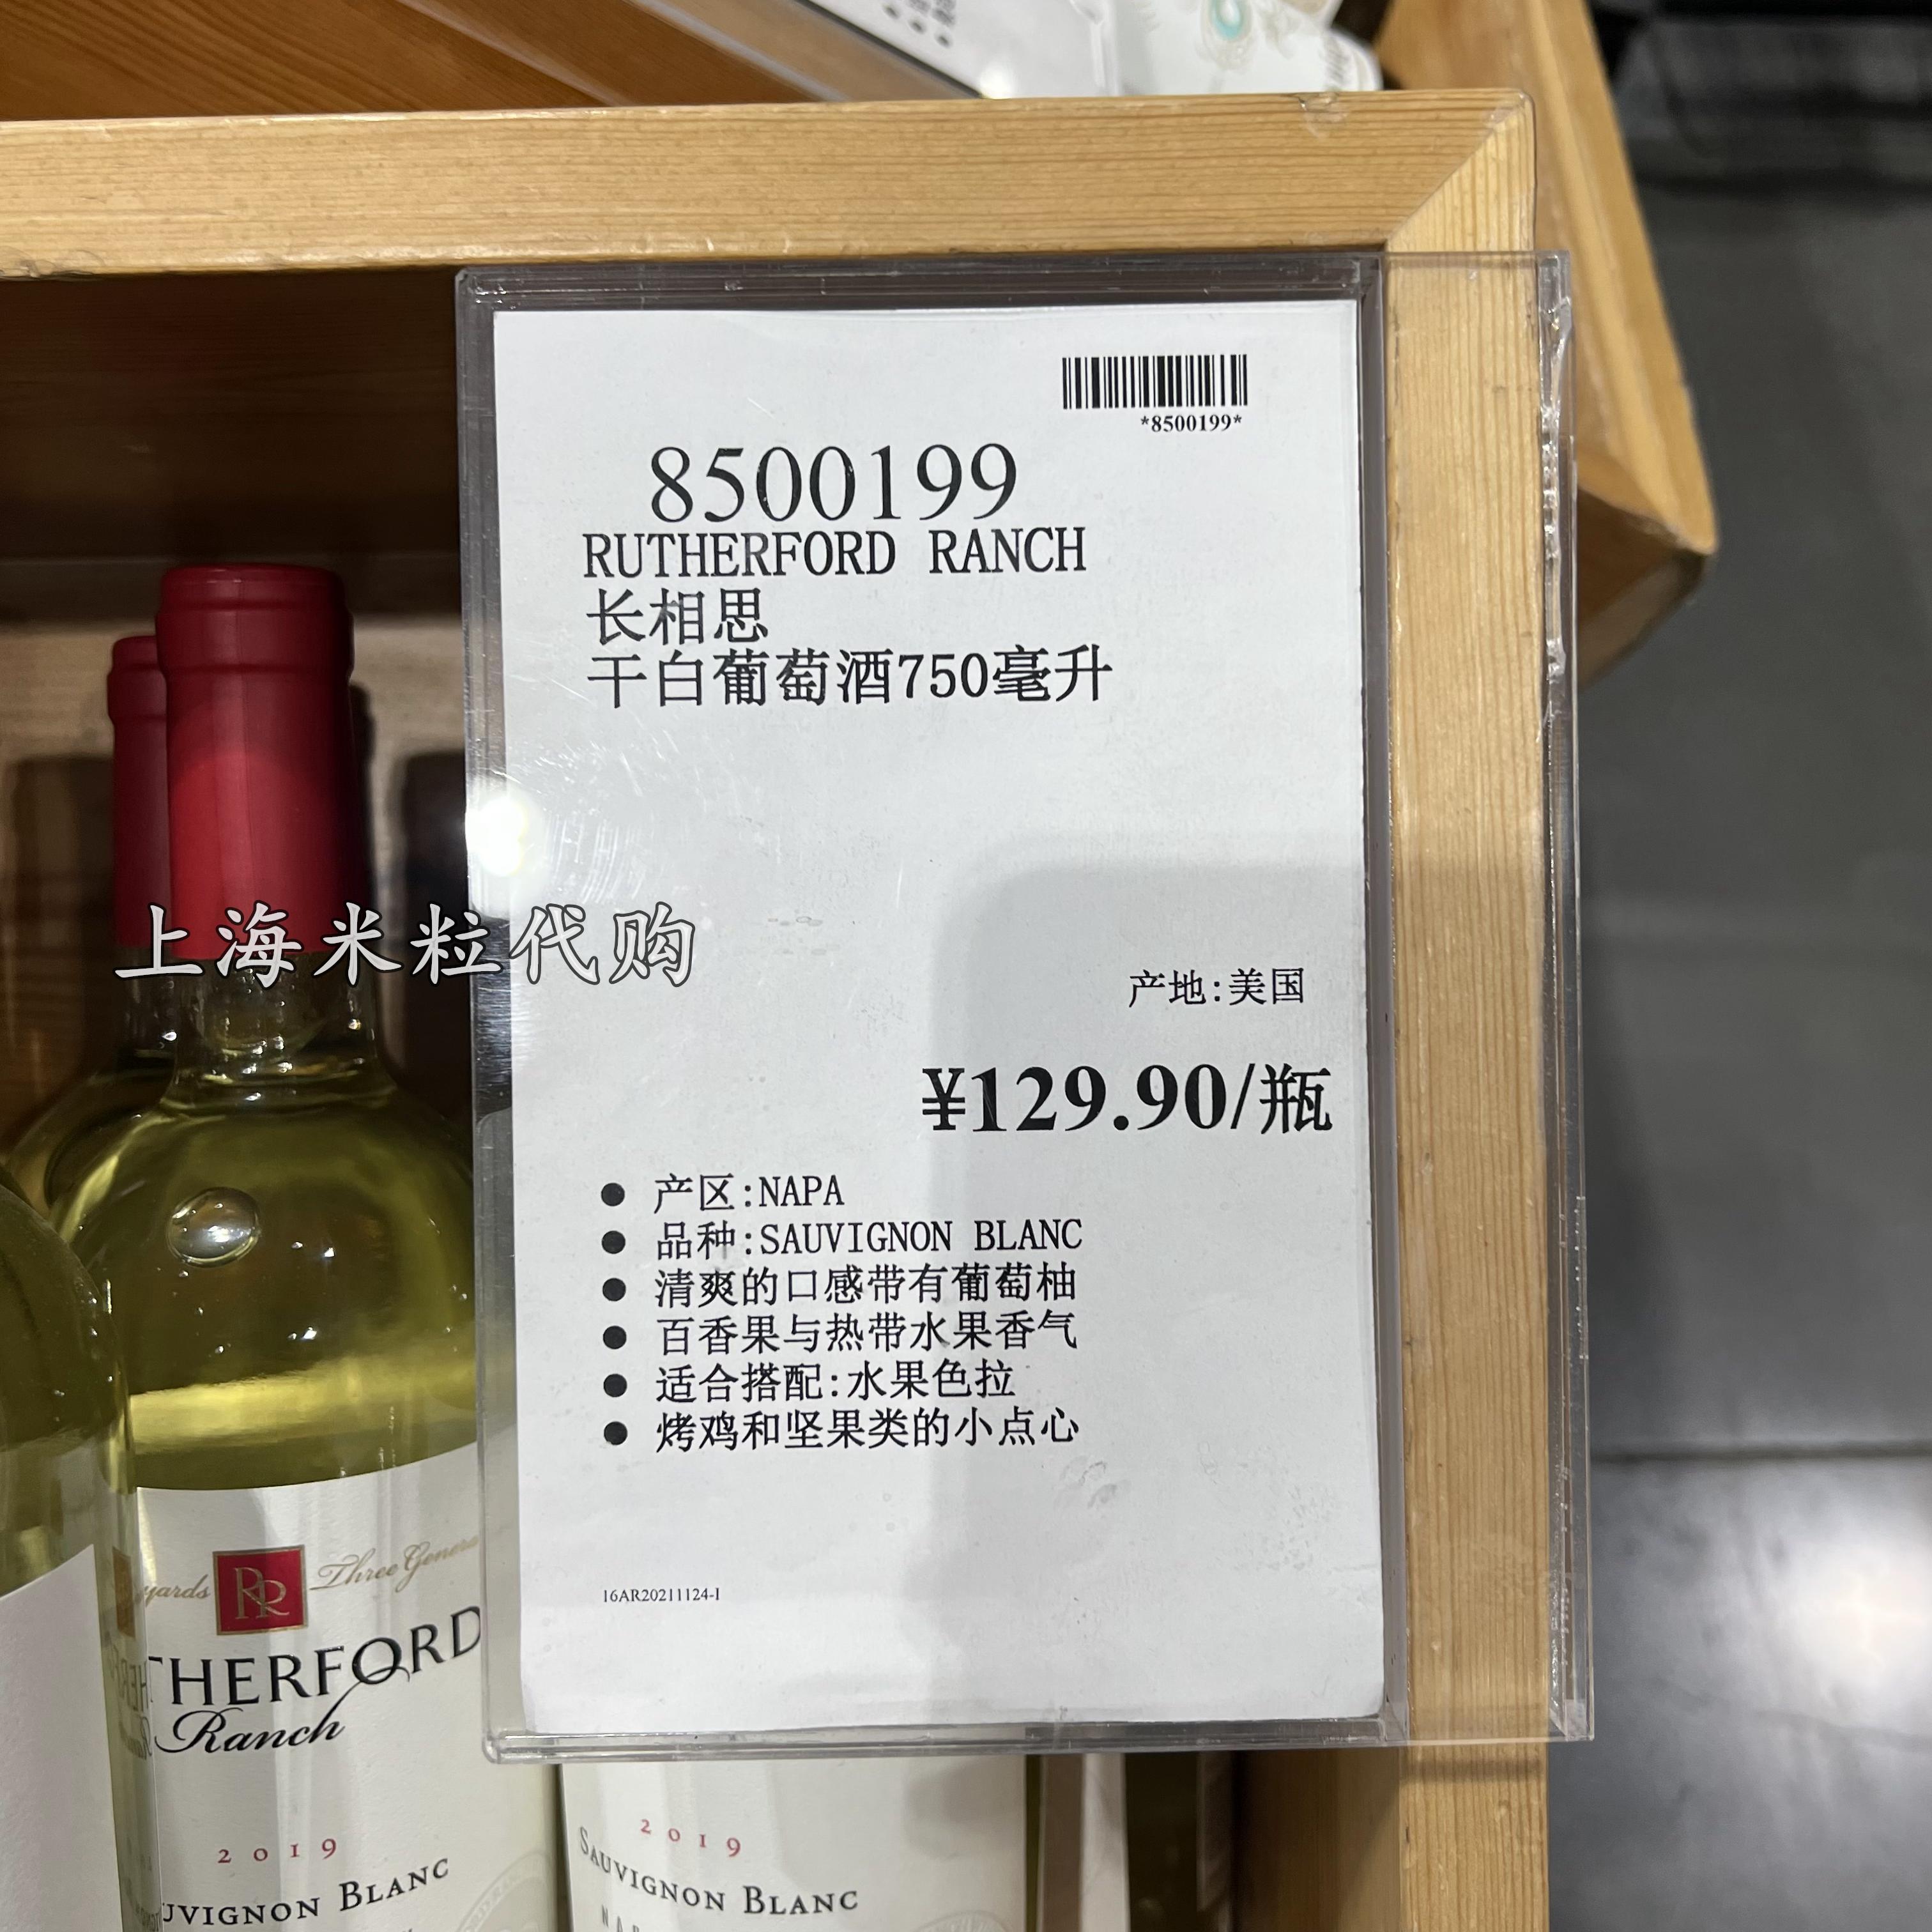 *8500199*
8500199
RUTHERFORD RANCH
长相思
干白葡萄酒750毫升
上海米粒代购
产地:美国
¥129.90/瓶
● 产区:NAPA
● 品种:SAUVIGNON BLANC
● 清爽的口感带有葡萄柚
● 百香果与热带水果香气
● 适合搭配:水果色拉
● 烤鸡和坚果类的小点心
16AR20211124-I
RR
Three Genera
THERFORD
Ranch
2019
UVIGNON BLANC
2019
SAUVIGNON BLANC